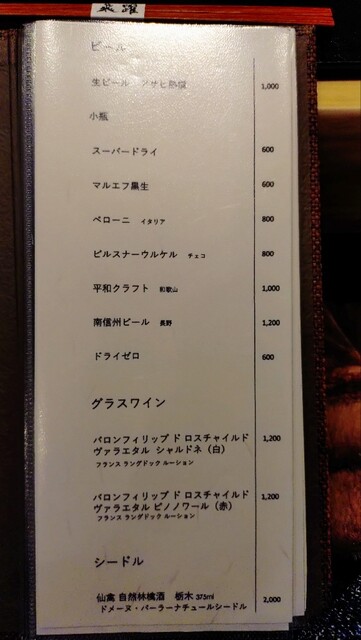 飛躍
ビール
生ビール アサヒ熟撰 1,000
小瓶
スーパードライ 600
マルエフ黒生 600
ペローニ イタリア 800
ピルスナーウルケル チェコ 800
平和クラフト 和歌山 1,000
南信州ビール 長野 1,200
ドライゼロ 600
グラスワイン
バロンフィリップ ド ロスチャイルド 1,200
ヴァラエタル シャルドネ（白）
フランス ラングドック ルーション
バロンフィリップ ド ロスチャイルド 1,200
ヴァラエタル ピノノワール（赤）
フランス ラングドック ルーション
シードル
仙禽 自然林檎酒 栃木 375ml 2,000
ドメーヌ・パーラーナチュールシードル